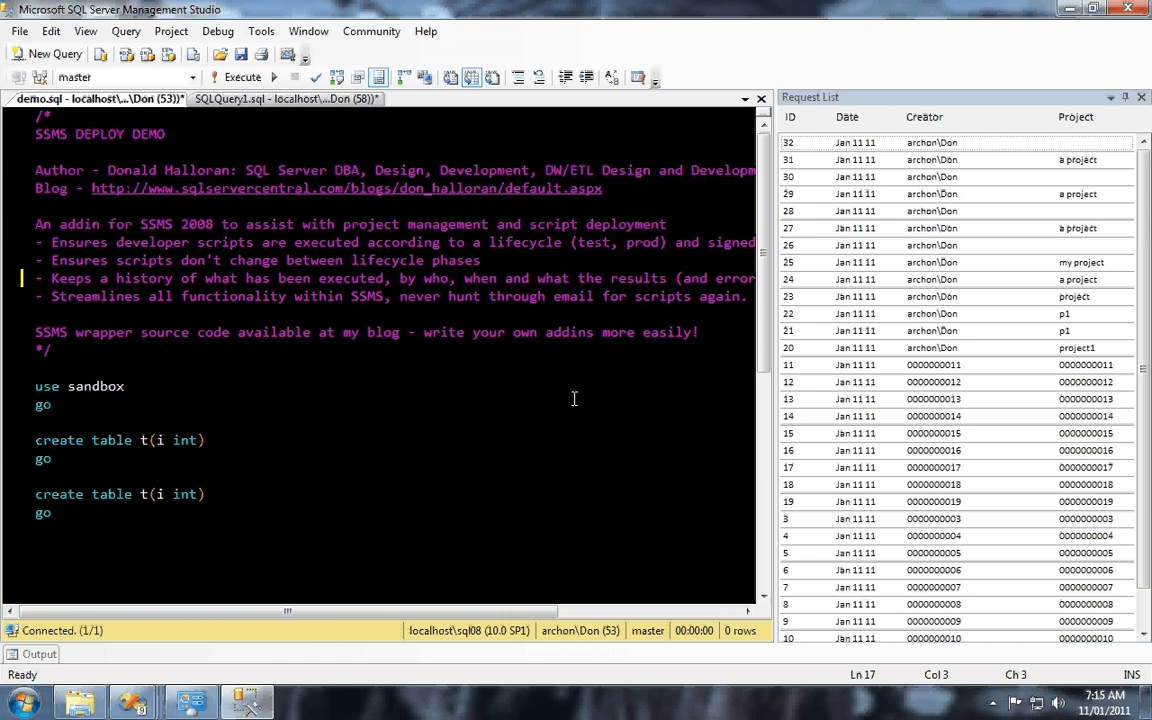 Microsoft SQL Server Management Studio
File Edit View Query Project Debug Tools Window Community Help
New Query
master Execute
demo.sql - localhost\...\Don (53))* SQLQuery1.sql - localhost\...Don (58))*
/*
SSMS DEPLOY DEMO
Author - Donald Halloran: SQL Server DBA, Design, Development, DW/ETL Design and Developm
Blog - http://www.sqlservercentral.com/blogs/don_halloran/default.aspx
An addin for SSMS 2008 to assist with project management and script deployment
- Ensures developer scripts are executed according to a lifecycle (test, prod) and signed
- Ensures scripts don't change between lifecycle phases
- Keeps a history of what has been executed, by who, when and what the results (and error
- Streamlines all functionality within SSMS, never hunt through email for scripts again.
SSMS wrapper source code available at my blog - write your own addins more easily!
*/
use sandbox
go
create table t(i int)
go
create table t(i int)
go
Connected. (1/1) localhost\sql08 (10.0 SP1) archon\Don (53) master 00:00:00 0 rows
Request List
ID Date Creator Project
32 Jan 11 11 archon\Don
31 Jan 11 11 archon\Don a project
30 Jan 11 11 archon\Don
29 Jan 11 11 archon\Don a project
28 Jan 11 11 archon\Don
27 Jan 11 11 archon\Don a project
26 Jan 11 11 archon\Don
25 Jan 11 11 archon\Don my project
24 Jan 11 11 archon\Don a project
23 Jan 11 11 archon\Don project
22 Jan 11 11 archon\Don p1
21 Jan 11 11 archon\Don p1
20 Jan 11 11 archon\Don project1
11 Jan 11 11 0000000011 0000000011
12 Jan 11 11 0000000012 0000000012
13 Jan 11 11 0000000013 0000000013
14 Jan 11 11 0000000014 0000000014
15 Jan 11 11 0000000015 0000000015
16 Jan 11 11 0000000016 0000000016
17 Jan 11 11 0000000017 0000000017
18 Jan 11 11 0000000018 0000000018
19 Jan 11 11 0000000019 0000000019
3 Jan 11 11 0000000003 0000000003
4 Jan 11 11 0000000004 0000000004
5 Jan 11 11 0000000005 0000000005
6 Jan 11 11 0000000006 0000000006
7 Jan 11 11 0000000007 0000000007
8 Jan 11 11 0000000008 0000000008
9 Jan 11 11 0000000009 0000000009
10 Jan 11 11 0000000010 0000000010
Output
Ready Ln 17 Col 3 Ch 3 INS
7:15 AM
11/01/2011